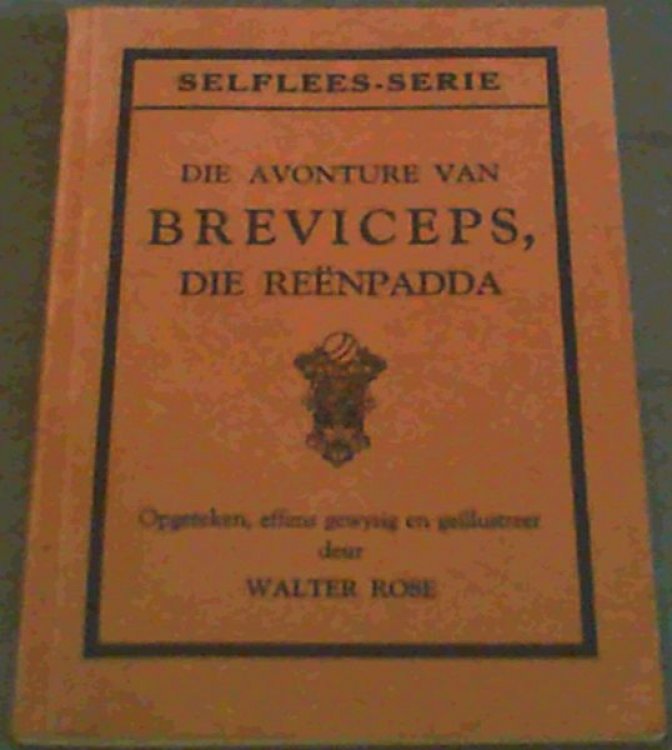 SELFLEES-SERIE
DIE AVONTURE VAN
BREVICEPS,
DIE REËNPADDA
Opgeteken, effens gewysig en geïllustreer
deur
WALTER ROSE